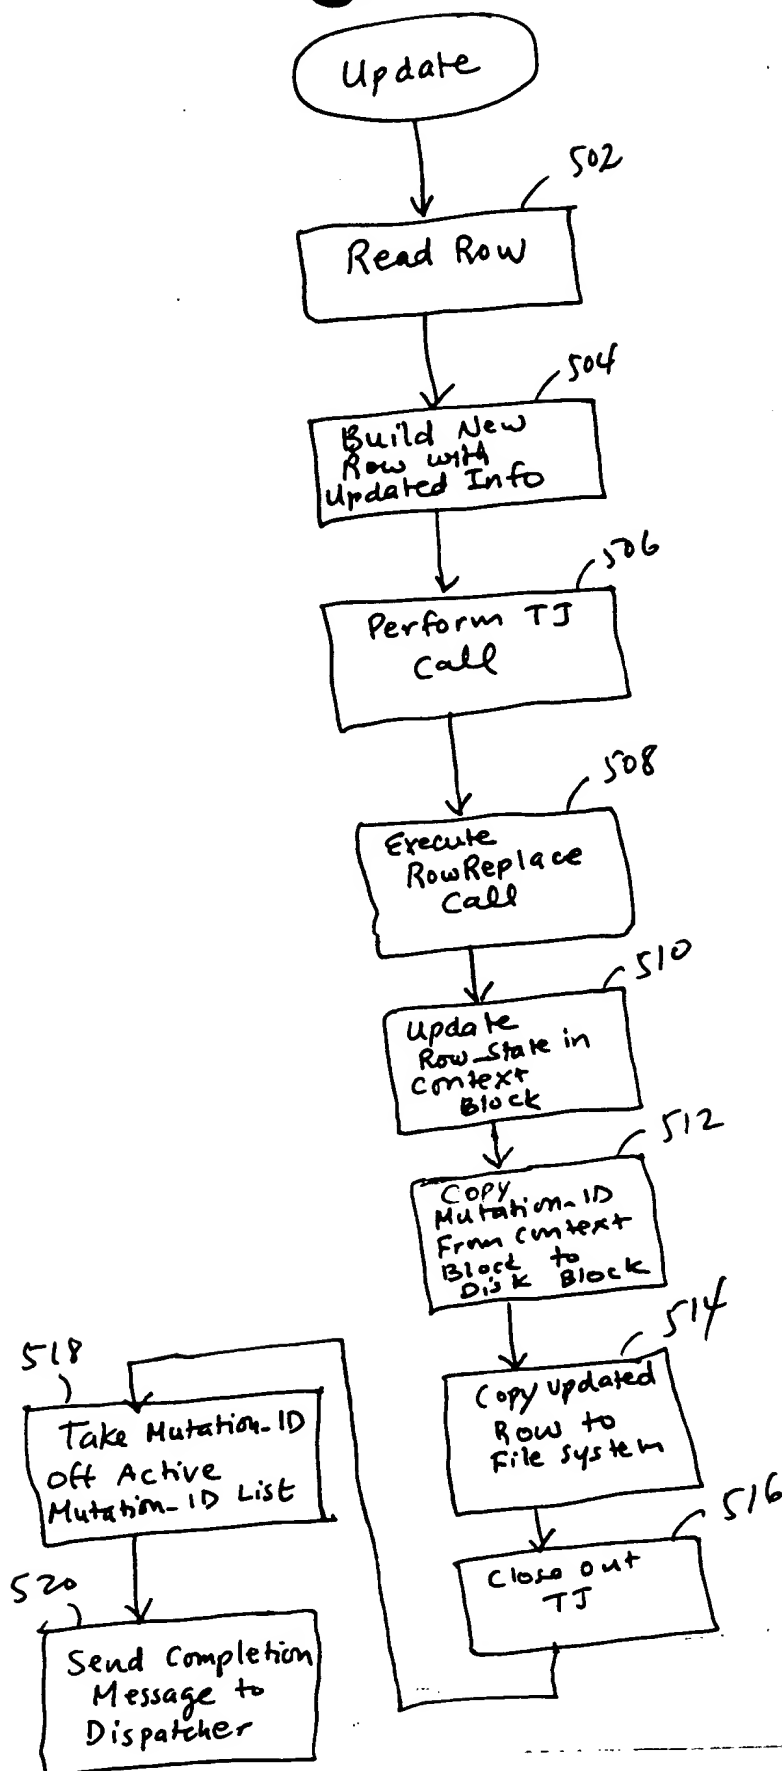 Update
502
Read Row
504
Build New
Row with
Updated Info
506
Perform TJ
Call
508
Execute
RowReplace
Call
510
Update
Row_State in
Context
Block
512
Copy
Mutation_ID
From Context
Block to
Disk Block
514
Copy Updated
Row to
File System
516
Close out
TJ
518
Take Mutation_ID
Off Active
Mutation_ID List
520
Send Completion
Message to
Dispatcher